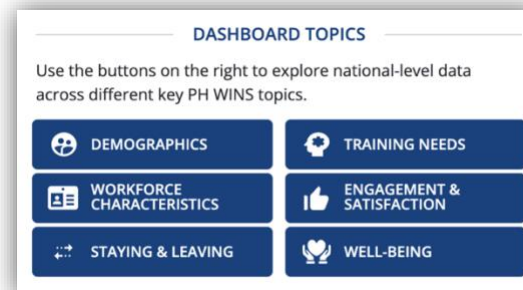 DASHBOARD TOPICS
Use the buttons on the right to explore national-level data
across different key PH WINS topics.
DEMOGRAPHICS
TRAINING NEEDS
WORKFORCE
CHARACTERISTICS
ENGAGEMENT &
SATISFACTION
STAYING & LEAVING
WELL-BEING